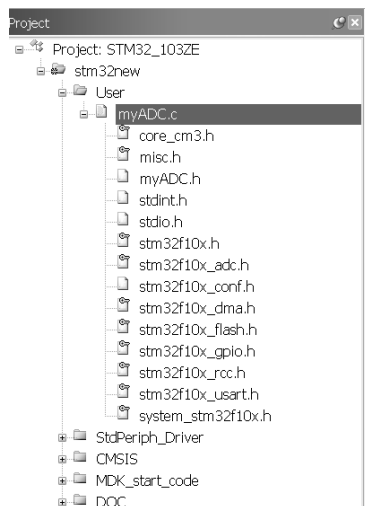 Project
Project: STM32_103ZE
stm32new
User
myADC.c
core_cm3.h
misc.h
myADC.h
stdint.h
stdio.h
stm32f10x.h
stm32f10x_adc.h
stm32f10x_conf.h
stm32f10x_dma.h
stm32f10x_flash.h
stm32f10x_gpio.h
stm32f10x_rcc.h
stm32f10x_usart.h
system_stm32f10x.h
StdPeriph_Driver
CMSIS
MDK_start_code
DOC